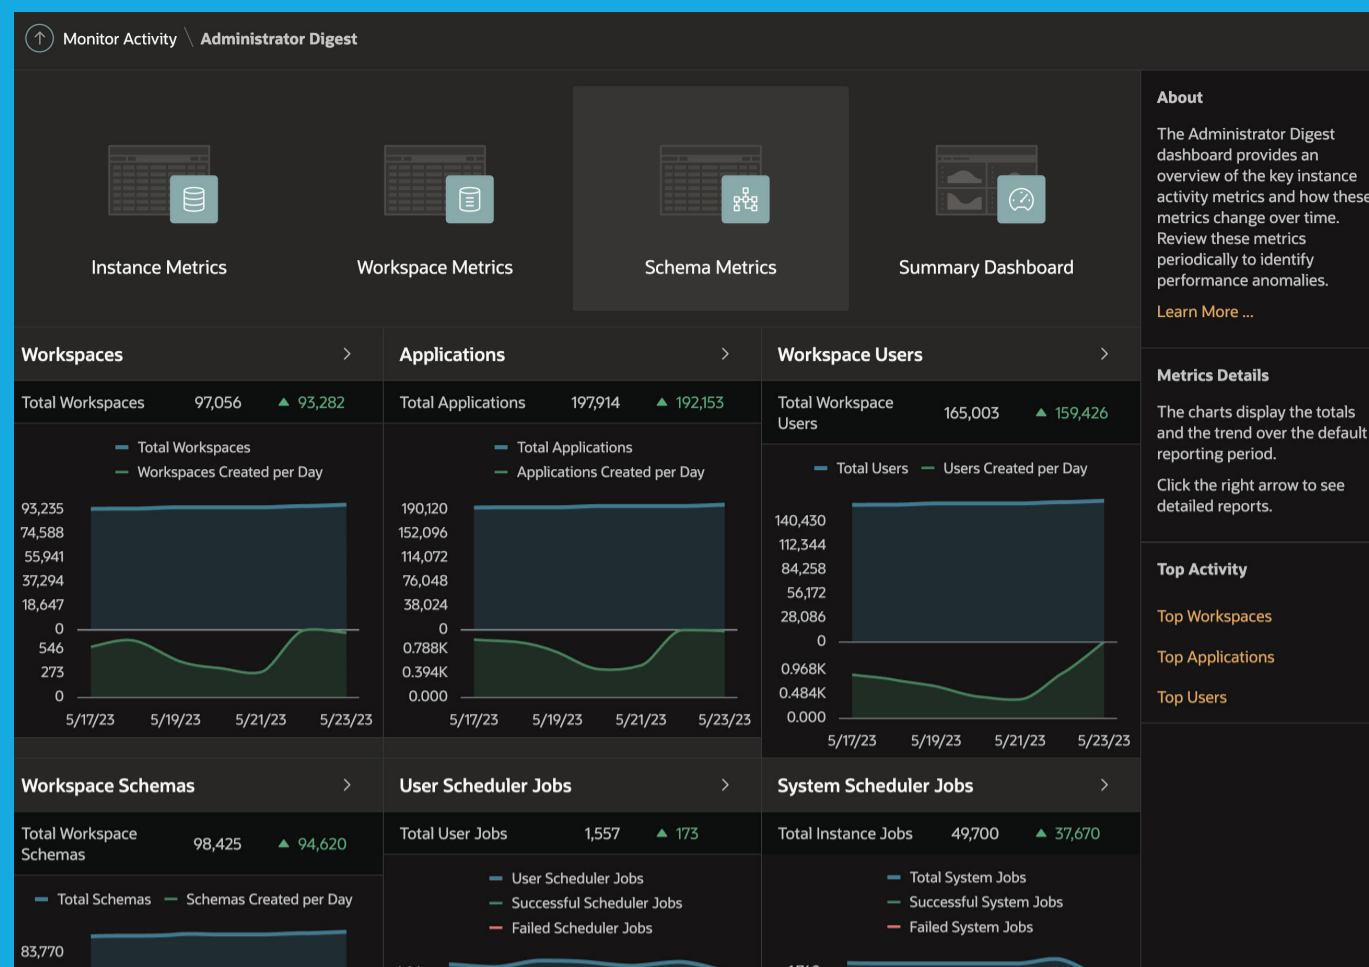 Monitor Activity \ Administrator Digest
Instance Metrics
Workspace Metrics
Schema Metrics
Summary Dashboard
Workspaces
Total Workspaces 97,056 ▲ 93,282
Total Workspaces
Workspaces Created per Day
93,235
74,588
55,941
37,294
18,647
0
546
273
0
5/17/23 5/19/23 5/21/23 5/23/23
Applications
Total Applications 197,914 ▲ 192,153
Total Applications
Applications Created per Day
190,120
152,096
114,072
76,048
38,024
0
0.788K
0.394K
0.000
5/17/23 5/19/23 5/21/23 5/23/23
Workspace Users
Total Workspace
Users
165,003 ▲ 159,426
Total Users Users Created per Day
140,430
112,344
84,258
56,172
28,086
0
0.968K
0.484K
0.000
5/17/23 5/19/23 5/21/23 5/23/23
Workspace Schemas
Total Workspace
Schemas
98,425 ▲ 94,620
Total Schemas Schemas Created per Day
83,770
User Scheduler Jobs
Total User Jobs 1,557 ▲ 173
User Scheduler Jobs
Successful Scheduler Jobs
Failed Scheduler Jobs
System Scheduler Jobs
Total Instance Jobs 49,700 ▲ 37,670
Total System Jobs
Successful System Jobs
Failed System Jobs
About
The Administrator Digest
dashboard provides an
overview of the key instance
activity metrics and how these
metrics change over time.
Review these metrics
periodically to identify
performance anomalies.
Learn More ...
Metrics Details
The charts display the totals
and the trend over the default
reporting period.
Click the right arrow to see
detailed reports.
Top Activity
Top Workspaces
Top Applications
Top Users